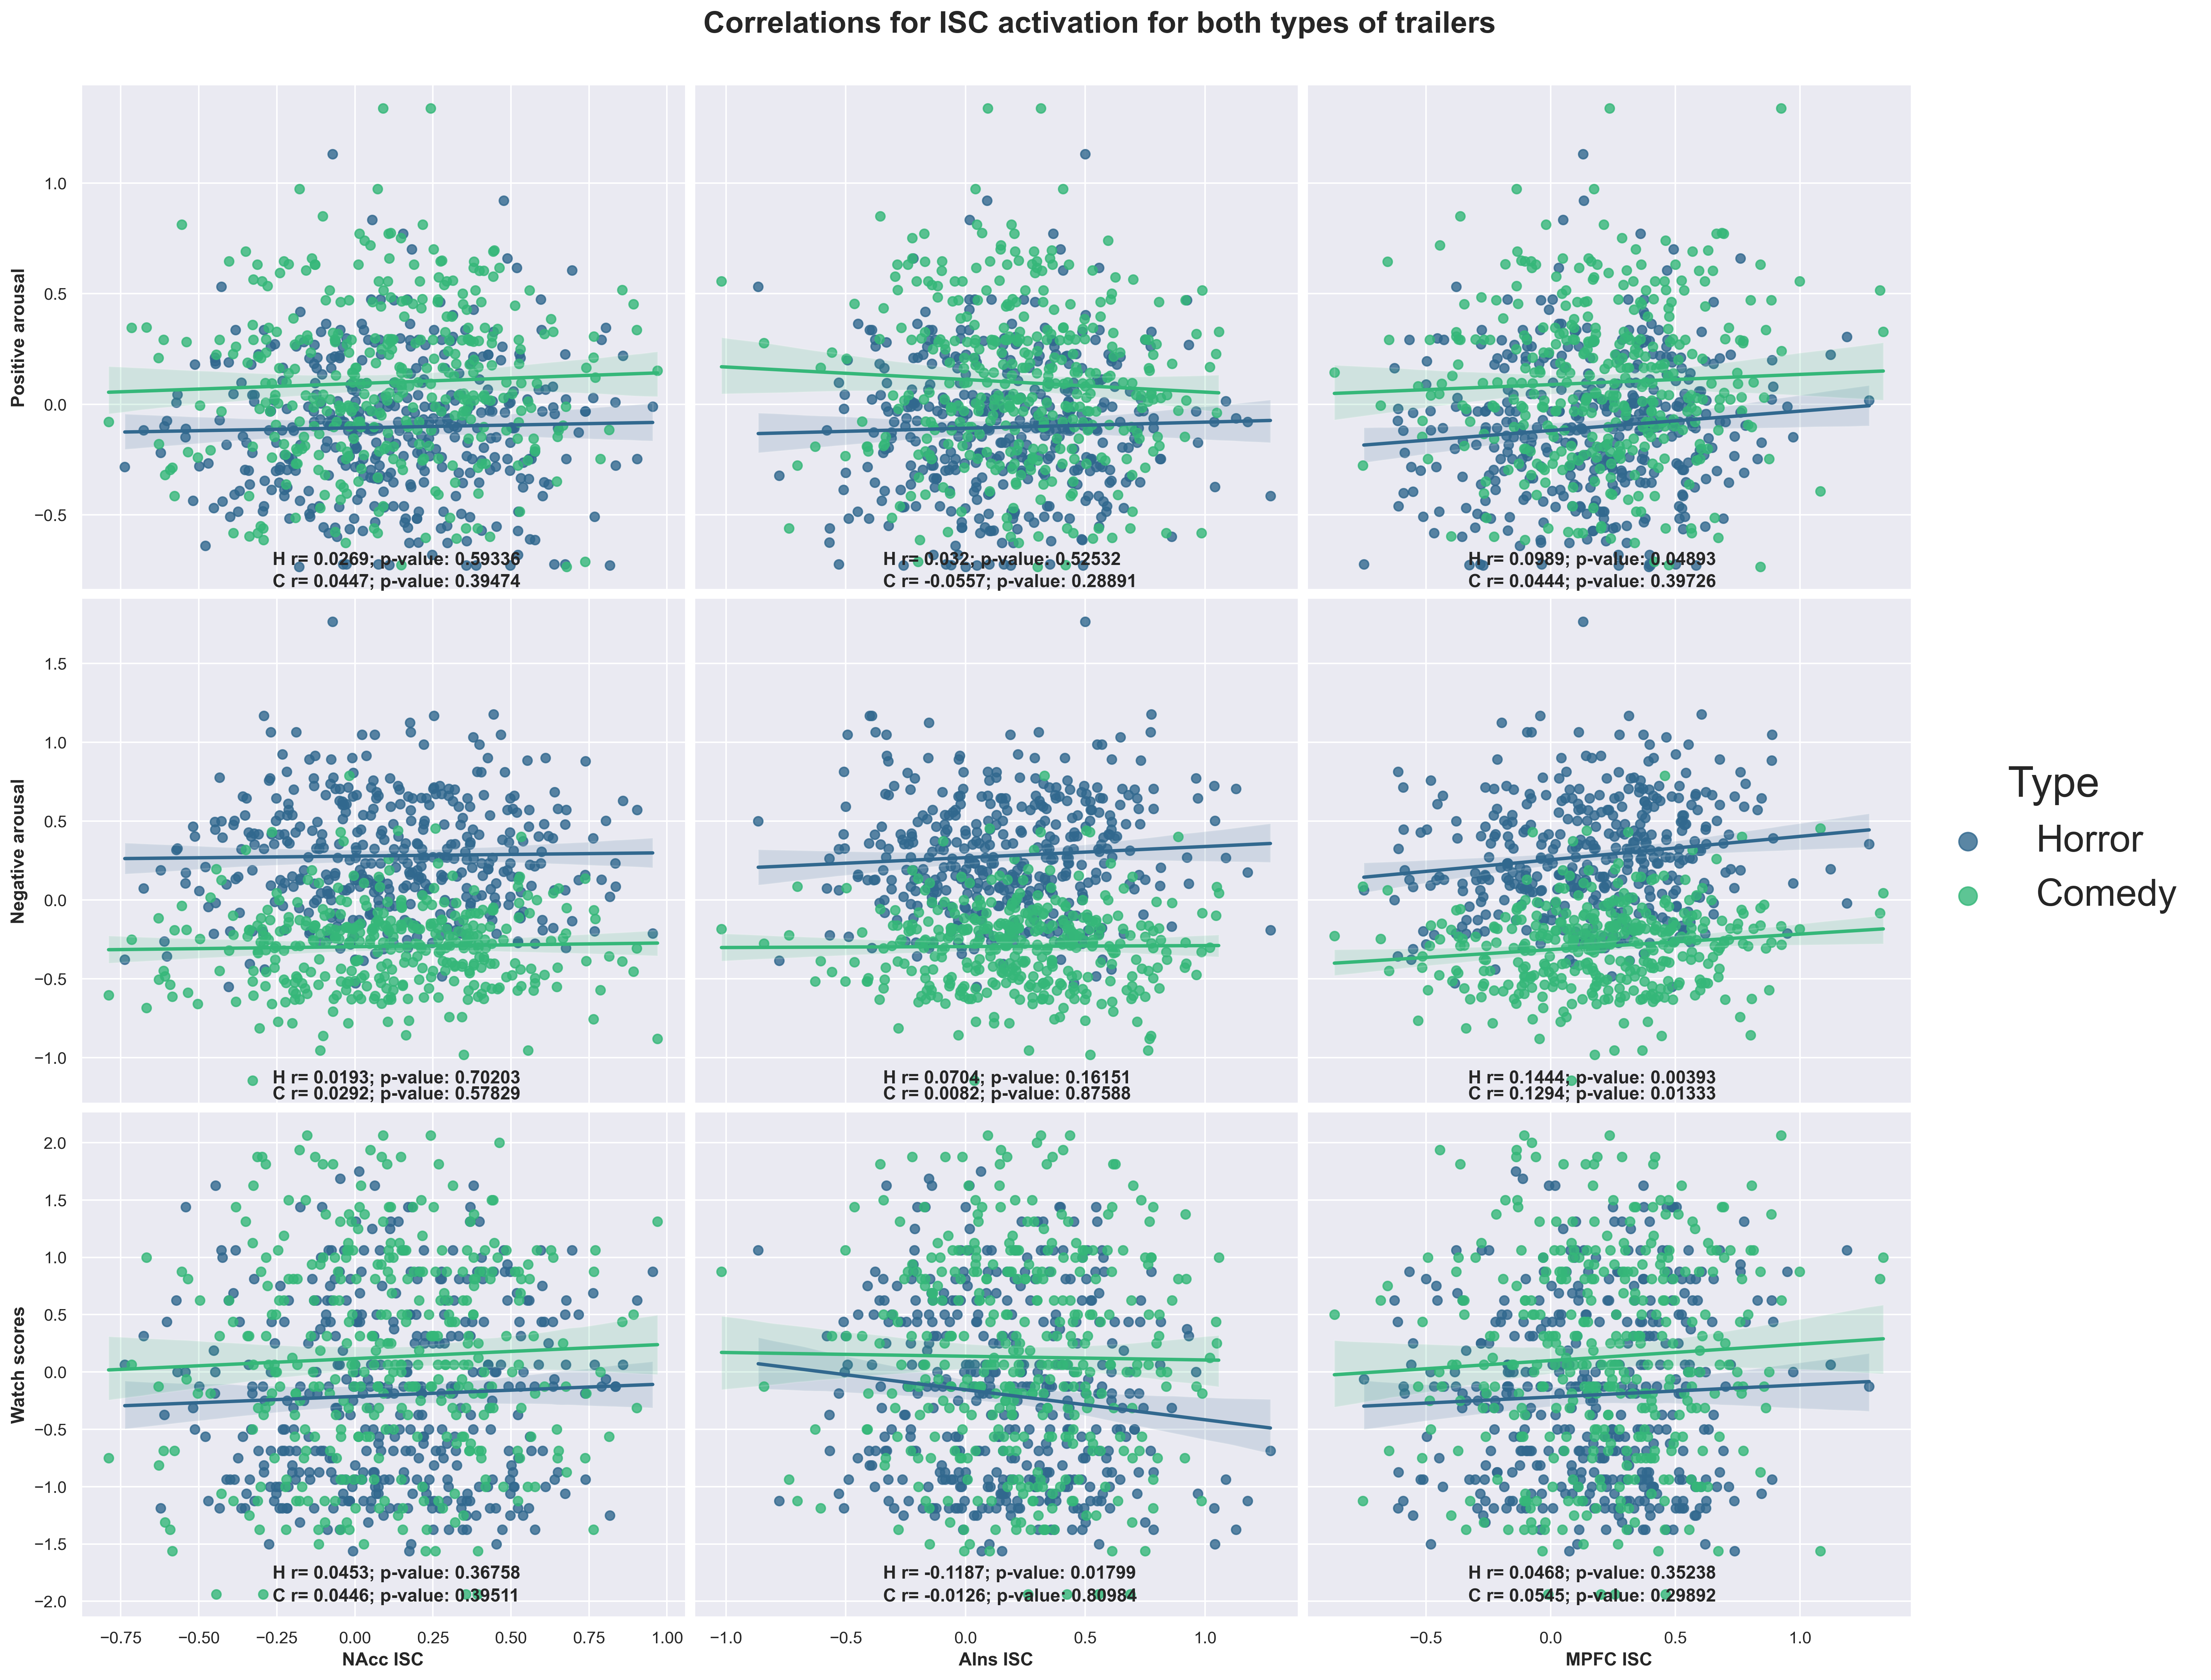 Correlations for ISC activation for both types of trailers
Positive arousal
1.0
0.5
0.0
−0.5
H r= 0.0269; p-value: 0.59336
C r= 0.0447; p-value: 0.39474
H r= 0.032; p-value: 0.52532
C r= -0.0557; p-value: 0.28891
H r= 0.0989; p-value: 0.04893
C r= 0.0444; p-value: 0.39726
Negative arousal
1.5
1.0
0.5
0.0
−0.5
−1.0
H r= 0.0193; p-value: 0.70203
C r= 0.0292; p-value: 0.57829
H r= 0.0704; p-value: 0.16151
C r= 0.0082; p-value: 0.87588
H r= 0.1444; p-value: 0.00393
C r= 0.1294; p-value: 0.01333
Type
Horror
Comedy
Watch scores
2.0
1.5
1.0
0.5
0.0
−0.5
−1.0
−1.5
−2.0
H r= 0.0453; p-value: 0.36758
C r= 0.0446; p-value: 0.39511
H r= -0.1187; p-value: 0.01799
C r= -0.0126; p-value: 0.80984
H r= 0.0468; p-value: 0.35238
C r= 0.0545; p-value: 0.29892
−0.75 −0.50 −0.25 0.00 0.25 0.50 0.75 1.00
NAcc ISC
−1.0 −0.5 0.0 0.5 1.0
AIns ISC
−0.5 0.0 0.5 1.0
MPFC ISC